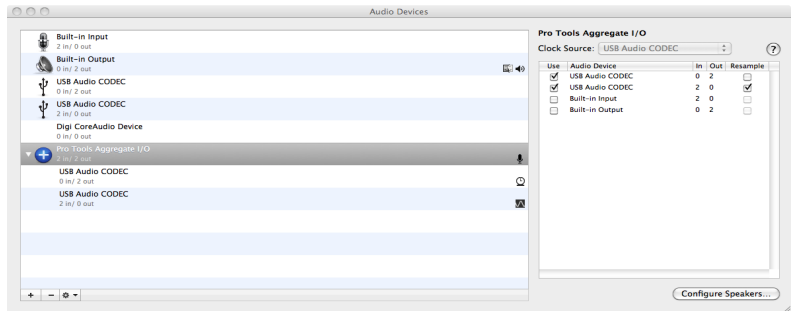 Audio Devices
Built-in Input
2 in/ 0 out
Built-in Output
0 in/ 2 out
USB Audio CODEC
0 in/ 2 out
USB Audio CODEC
2 in/ 0 out
Digi CoreAudio Device
0 in/ 0 out
Pro Tools Aggregate I/O
2 in/ 2 out
USB Audio CODEC
0 in/ 2 out
USB Audio CODEC
2 in/ 0 out
Pro Tools Aggregate I/O
Clock Source: USB Audio CODEC ?
Use Audio Device In Out Resample
USB Audio CODEC 0 2
USB Audio CODEC 2 0
Built-in Input 2 0
Built-in Output 0 2
Configure Speakers...